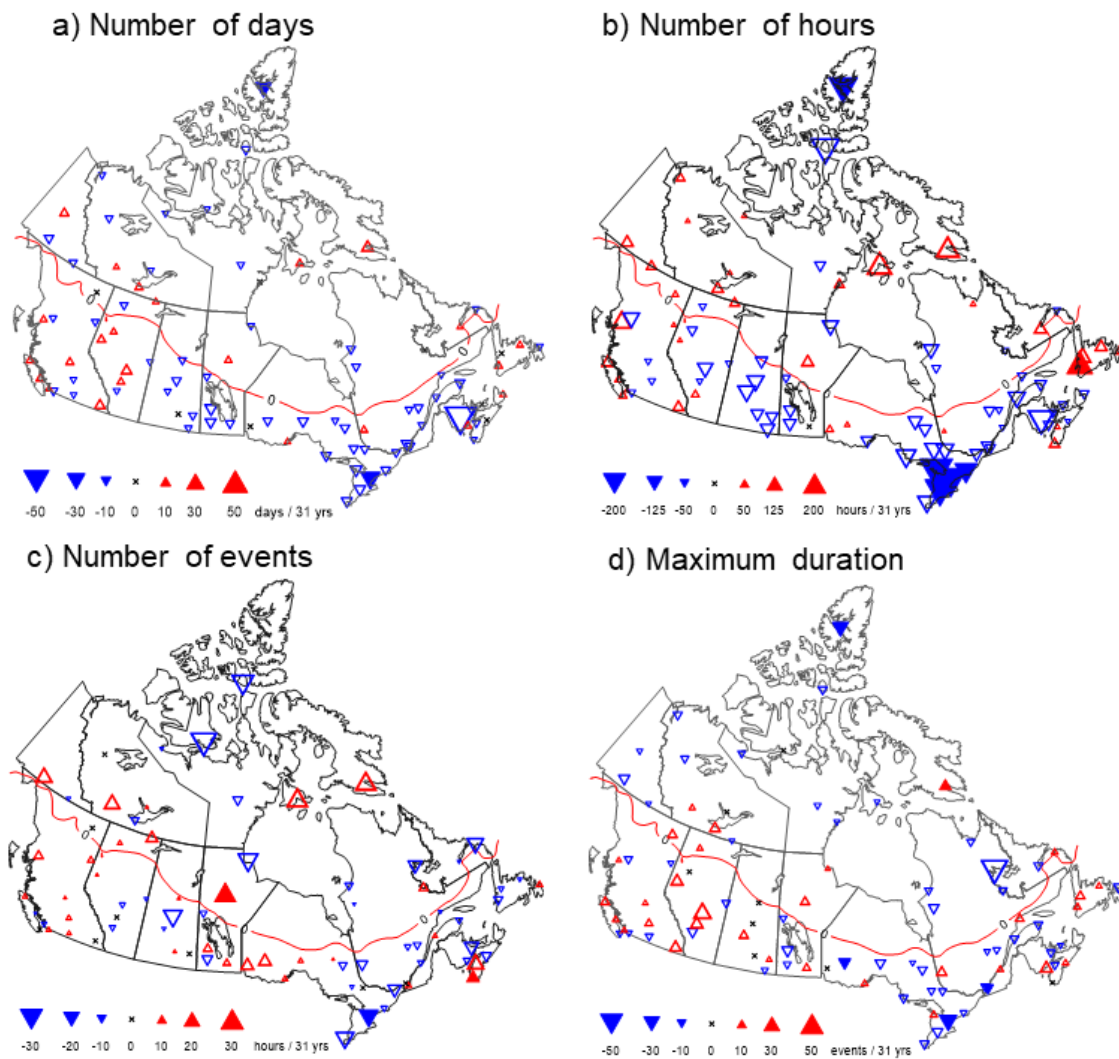 a) Number of days
b) Number of hours
-50 -30 -10 0 10 30 50 days / 31 yrs
-200 -125 -50 0 50 125 200 hours / 31 yrs
c) Number of events
d) Maximum duration
-30 -20 -10 0 10 20 30 hours / 31 yrs
-50 -30 -10 0 10 30 50 events / 31 yrs